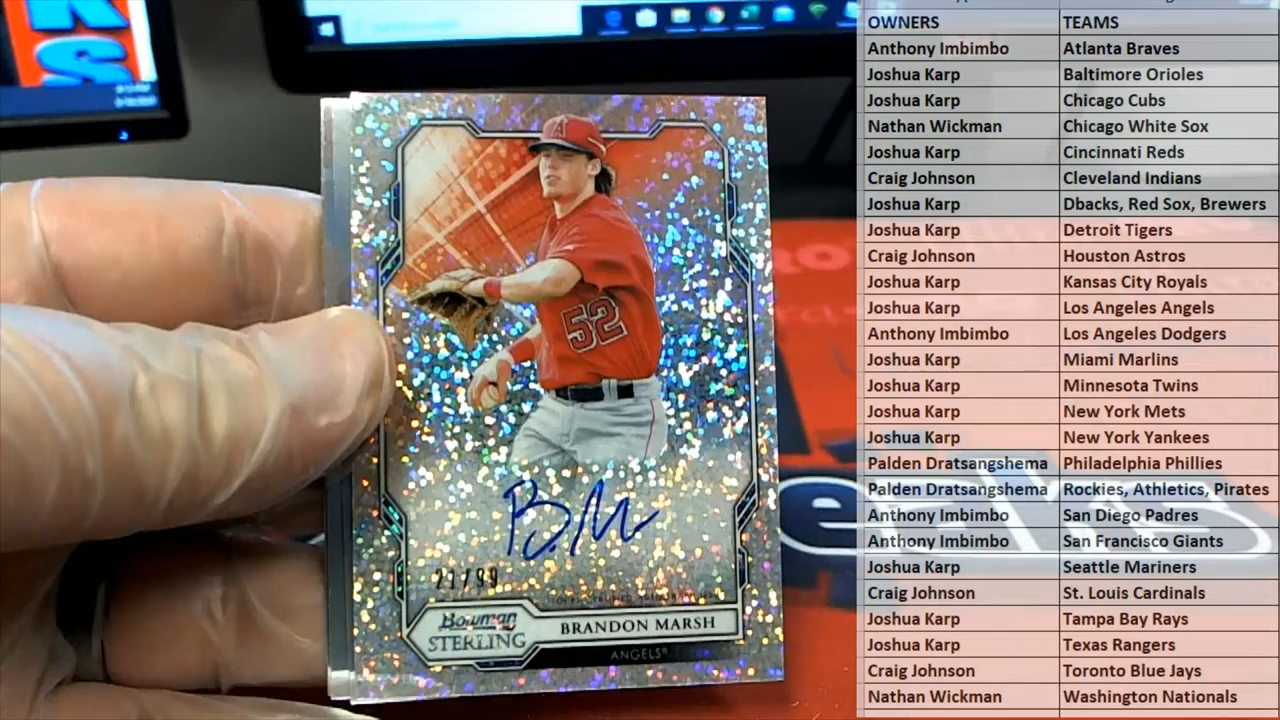 KS
52
B.M
21/99
Bowman
STERLING
BRANDON MARSH
ANGELS
eaks
OWNERS TEAMS
Anthony Imbimbo Atlanta Braves
Joshua Karp Baltimore Orioles
Joshua Karp Chicago Cubs
Nathan Wickman Chicago White Sox
Joshua Karp Cincinnati Reds
Craig Johnson Cleveland Indians
Joshua Karp Dbacks, Red Sox, Brewers
Joshua Karp Detroit Tigers
Craig Johnson Houston Astros
Joshua Karp Kansas City Royals
Joshua Karp Los Angeles Angels
Anthony Imbimbo Los Angeles Dodgers
Joshua Karp Miami Marlins
Joshua Karp Minnesota Twins
Joshua Karp New York Mets
Joshua Karp New York Yankees
Palden Dratsangshema Philadelphia Phillies
Palden Dratsangshema Rockies, Athletics, Pirates
Anthony Imbimbo San Diego Padres
Anthony Imbimbo San Francisco Giants
Joshua Karp Seattle Mariners
Craig Johnson St. Louis Cardinals
Joshua Karp Tampa Bay Rays
Joshua Karp Texas Rangers
Craig Johnson Toronto Blue Jays
Nathan Wickman Washington Nationals